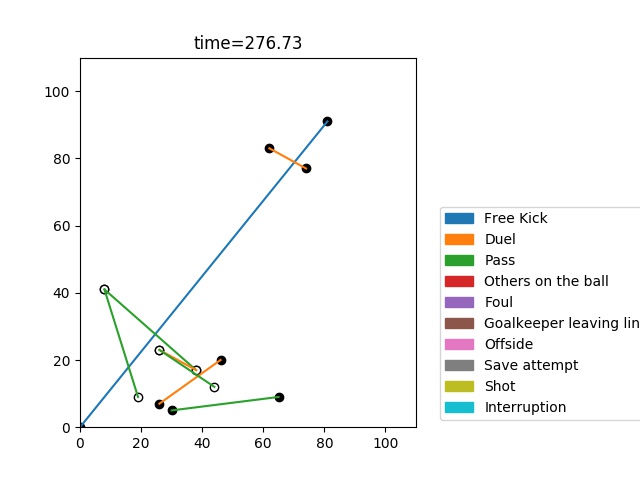 time=276.73
100
80
60
40
20
0
0 20 40 60 80 100
Free Kick
Duel
Pass
Others on the ball
Foul
Goalkeeper leaving lin
Offside
Save attempt
Shot
Interruption